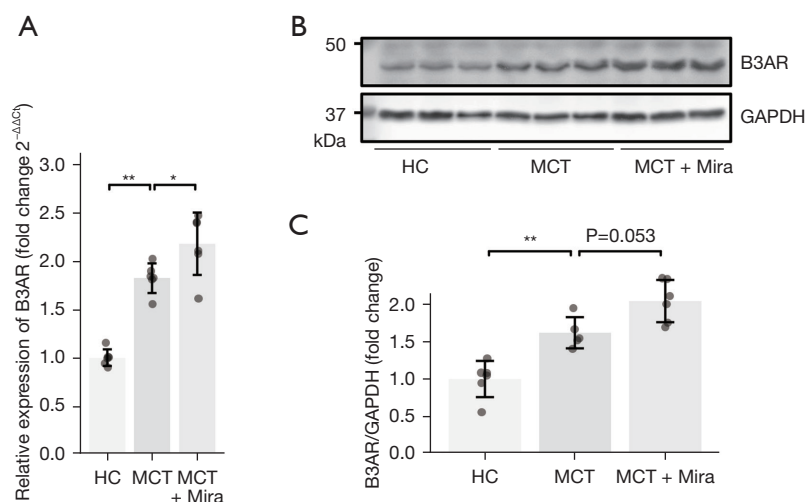 A
Relative expression of B3AR (fold change 2^−ΔΔCt)
3.0
2.5
2.0
1.5
1.0
0.5
0.0
**
*
HC
MCT
MCT
+ Mira
B
50
37
kDa
B3AR
GAPDH
HC
MCT
MCT + Mira
C
B3AR/GAPDH (fold change)
2.0
1.5
1.0
0.5
0.0
**
P=0.053
HC
MCT
MCT + Mira